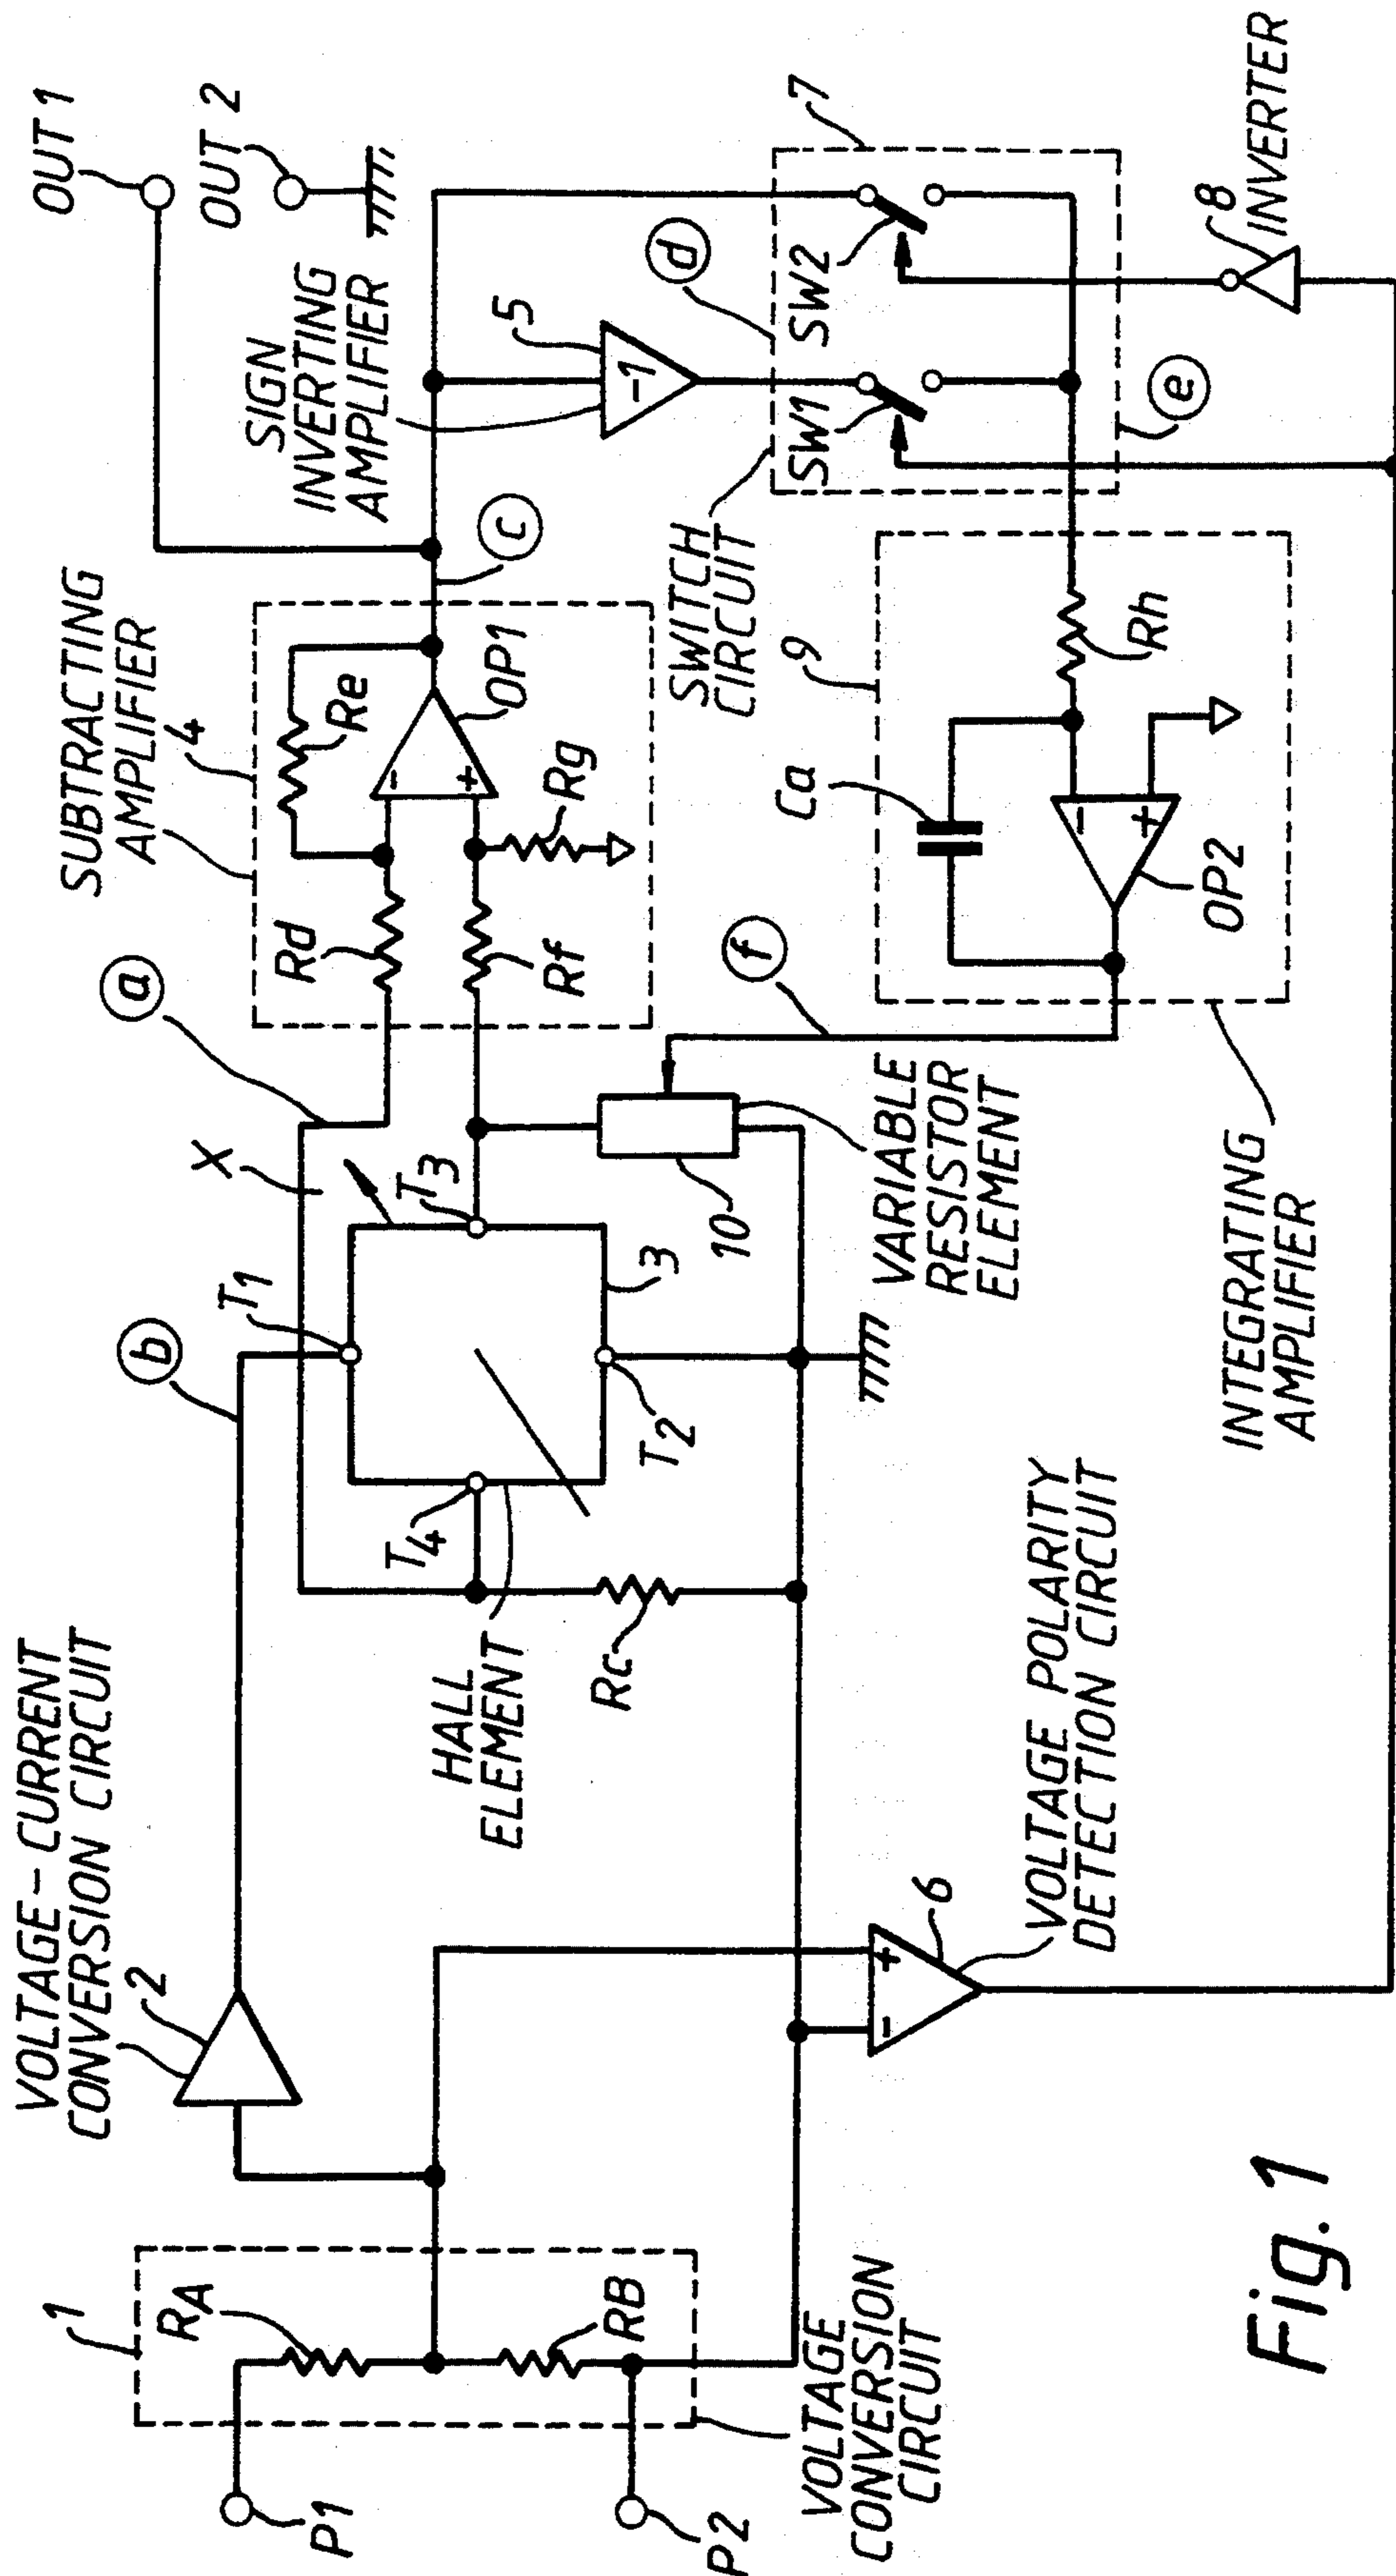 OUT 1
OUT 2
SIGN
INVERTING
AMPLIFIER
5
-1
d
SW1
SW2
7
SWITCH
CIRCUIT
e
8
INVERTER
SUBTRACTING
AMPLIFIER
4
Re
Rd
-
+
OP1
Rf
Rg
c
a
X
9
Ca
Rh
-
+
OP2
f
INTEGRATING
AMPLIFIER
b
T1
T2
T3
T4
3
10
VARIABLE
RESISTOR
ELEMENT
HALL
ELEMENT
Rc
VOLTAGE-CURRENT
CONVERSION CIRCUIT
2
+
-
6
VOLTAGE POLARITY
DETECTION CIRCUIT
1
RA
RB
P1
P2
VOLTAGE
CONVERSION
CIRCUIT
Fig. 1